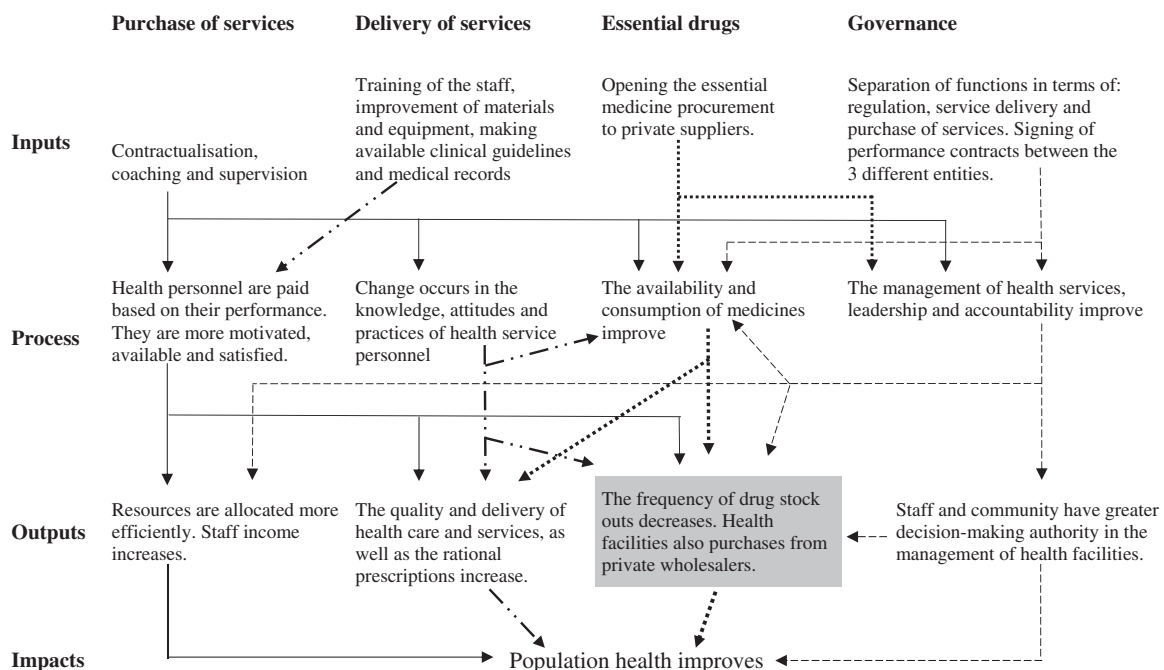 Purchase of services
Delivery of services
Essential drugs
Governance
Inputs
Contractualisation,
coaching and supervision
Training of the staff,
improvement of materials
and equipment, making
available clinical guidelines
and medical records
Opening the essential
medicine procurement
to private suppliers.
Separation of functions in terms of:
regulation, service delivery and
purchase of services. Signing of
performance contracts between the
3 different entities.
Process
Health personnel are paid
based on their performance.
They are more motivated,
available and satisfied.
Change occurs in the
knowledge, attitudes and
practices of health service
personnel
The availability and
consumption of medicines
improve
The management of health services,
leadership and accountability improve
Outputs
Resources are allocated more
efficiently. Staff income
increases.
The quality and delivery of
health care and services, as
well as the rational
prescriptions increase.
The frequency of drug stock
outs decreases. Health
facilities also purchases from
private wholesalers.
Staff and community have greater
decision-making authority in the
management of health facilities.
Impacts
Population health improves